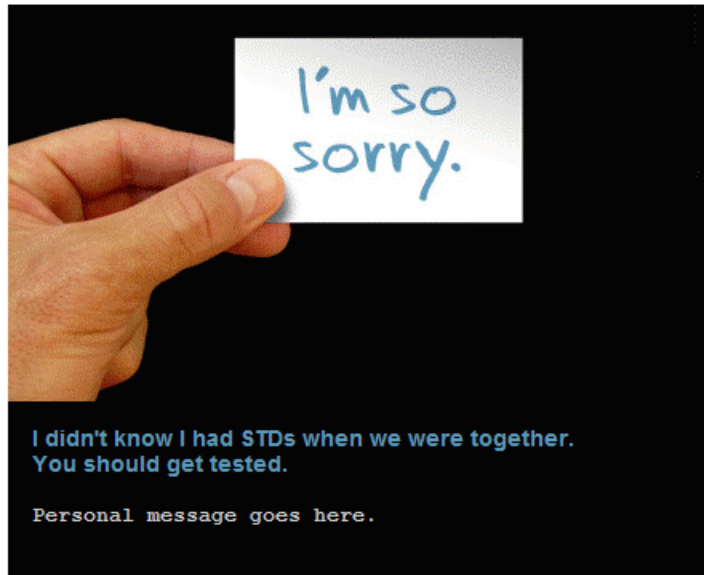 I'm so
sorry.
I didn't know I had STDs when we were together.
You should get tested.
Personal message goes here.